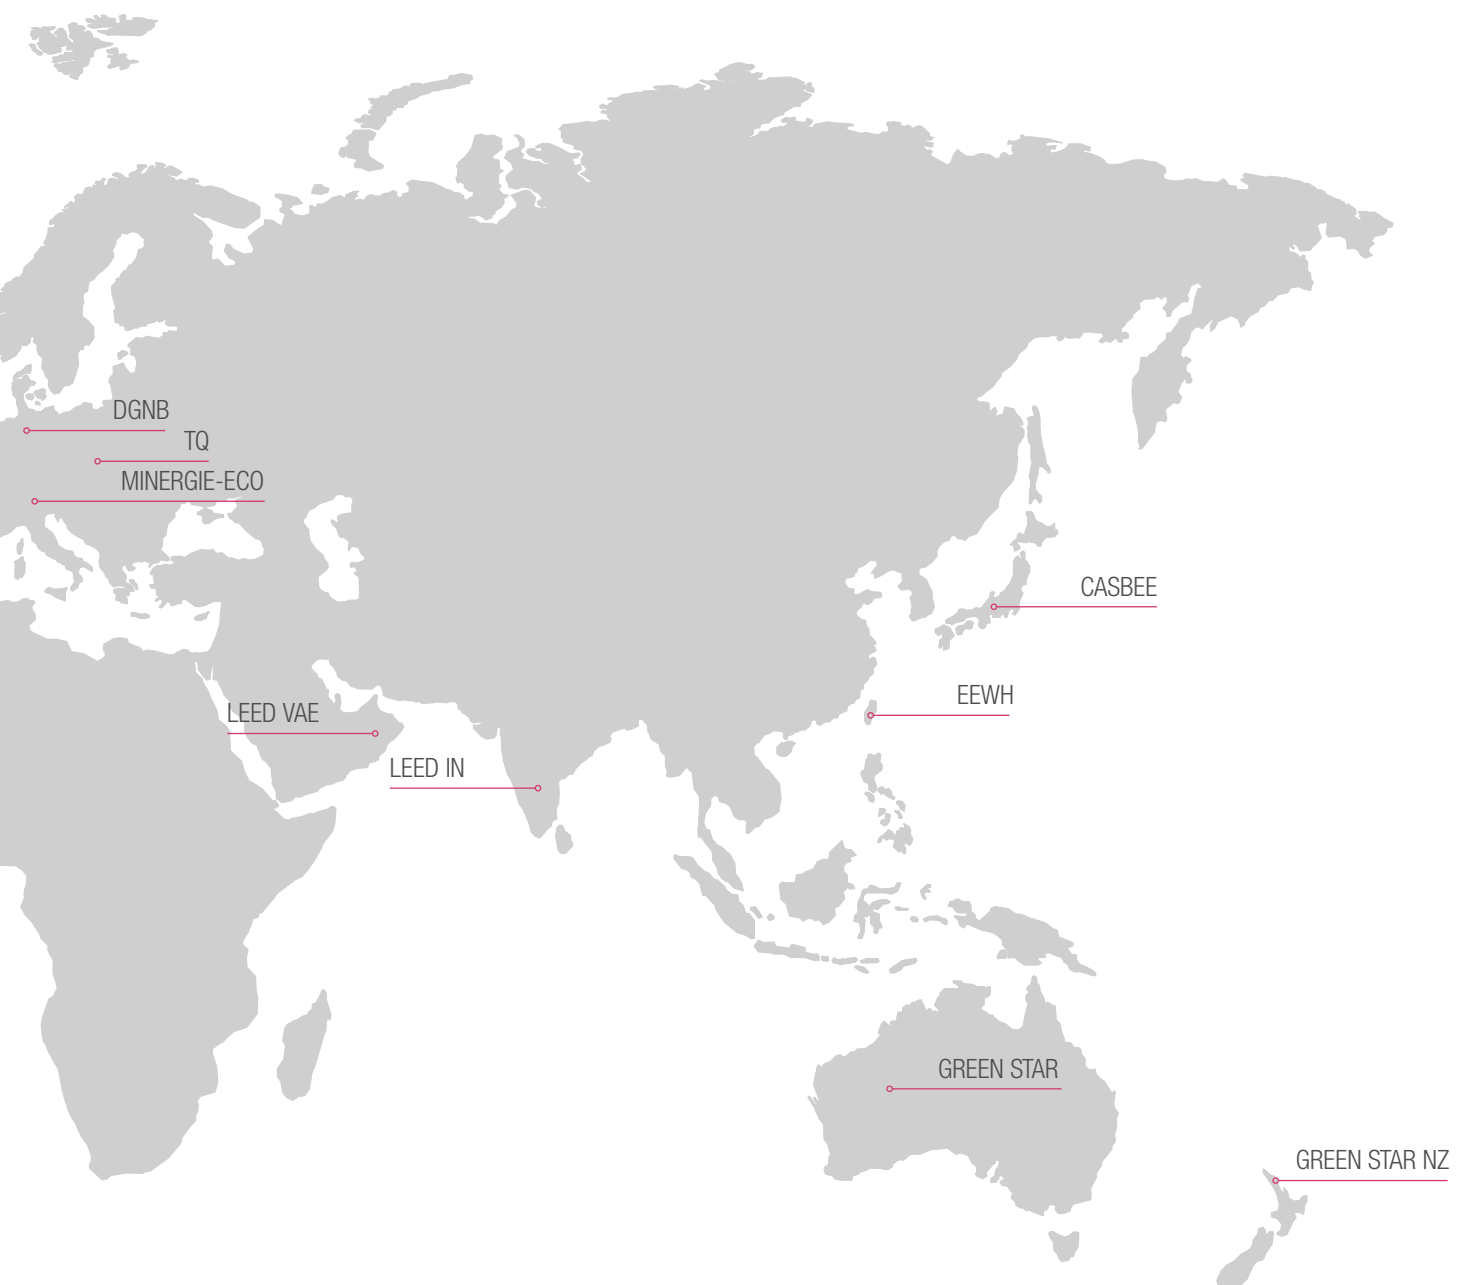 DGNB
TQ
MINERGIE-ECO
CASBEE
EEWH
LEED VAE
LEED IN
GREEN STAR
GREEN STAR NZ